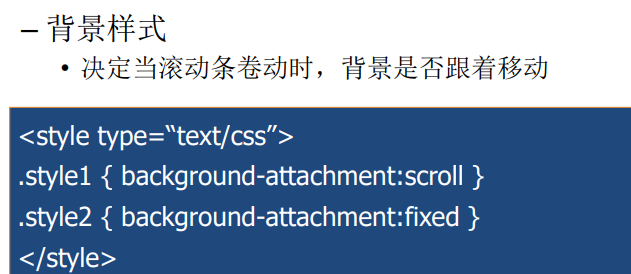 – 背景样式
• 决定当滚动条卷动时，背景是否跟着移动
<style type=“text/css”>
.style1 { background-attachment:scroll }
.style2 { background-attachment:fixed }
</style>